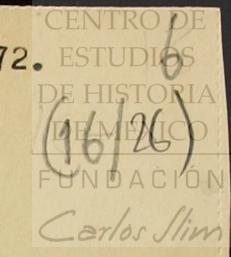 CENTRO DE
6
72. ESTUDIOS
DE HISTORIA
DE MÉXICO
(16/26)
FUNDACIÓN
Carlos Slim